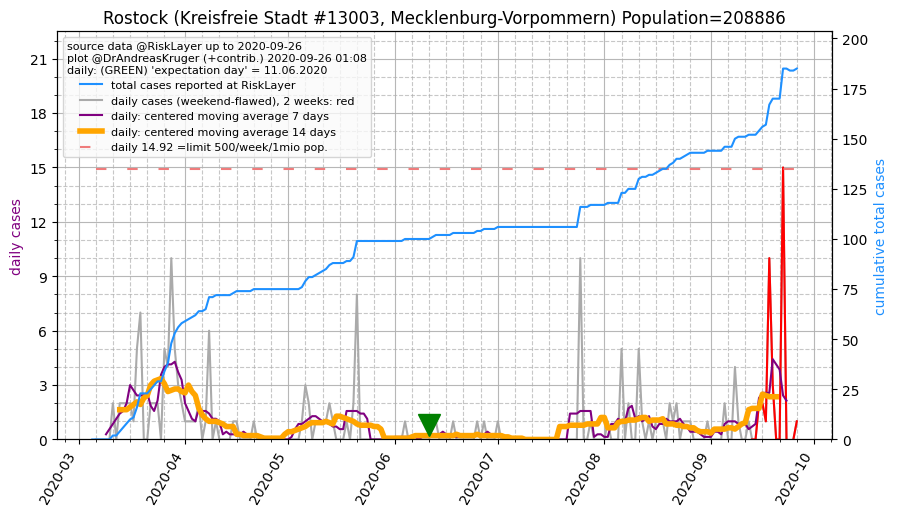 Rostock (Kreisfreie Stadt #13003, Mecklenburg-Vorpommern) Population=208886
source data @RiskLayer up to 2020-09-26
plot @DrAndreasKruger (+contrib.) 2020-09-26 01:08
daily: (GREEN) 'expectation day' = 11.06.2020
total cases reported at RiskLayer
daily cases (weekend-flawed), 2 weeks: red
daily: centered moving average 7 days
daily: centered moving average 14 days
daily 14.92 =limit 500/week/1mio pop.
daily cases
21
18
15
12
9
6
3
0
cumulative total cases
200
175
150
125
100
75
50
25
0
2020-03
2020-04
2020-05
2020-06
2020-07
2020-08
2020-09
2020-10